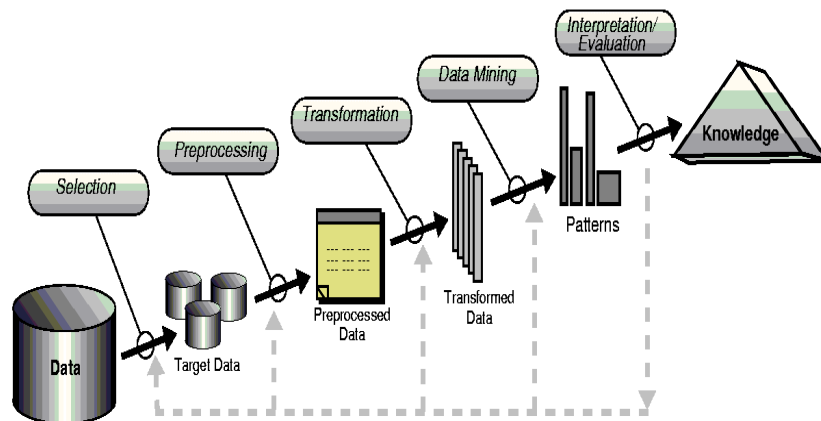 Interpretation/
Evaluation
Data Mining
Transformation
Preprocessing
Selection
Knowledge
Patterns
Transformed
Data
Preprocessed
Data
Target Data
Data